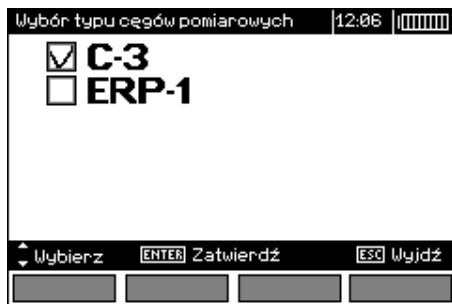 Wybór typu cęgów pomiarowych 12:06
C-3
ERP-1
Wybierz ENTER Zatwierdź ESC Wyjdź